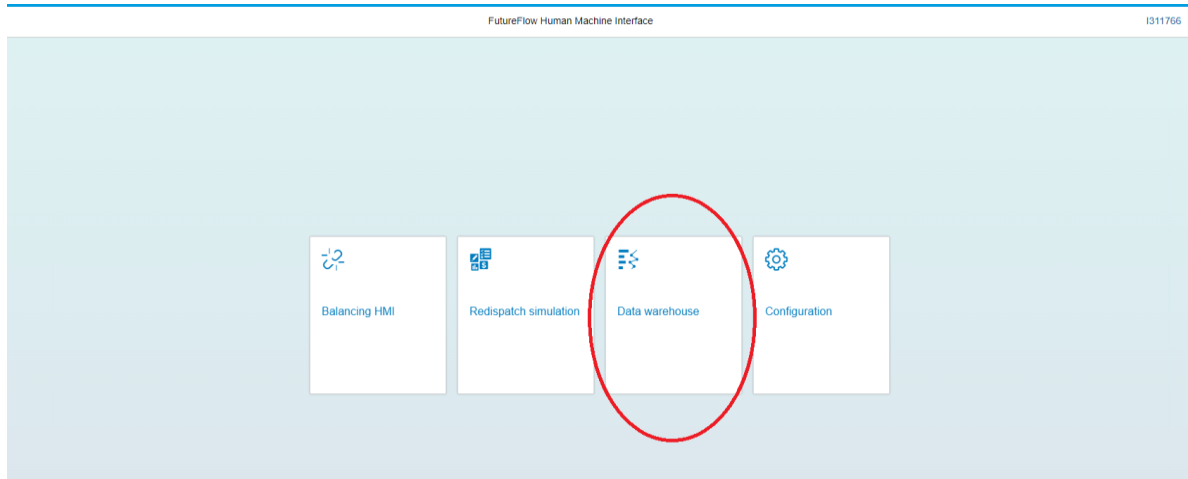 FutureFlow Human Machine Interface
I311766
Balancing HMI
Redispatch simulation
Data warehouse
Configuration